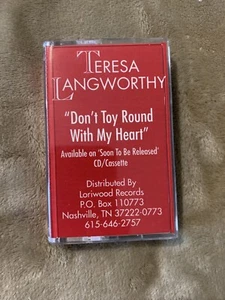 TERESA
LANGWORTHY
"Don't Toy Round
With My Heart"
Available on 'Soon To Be Released'
CD/Cassette
Distributed By
Loriwood Records
P.O. Box 110773
Nashville, TN 37222-0773
615-646-2757